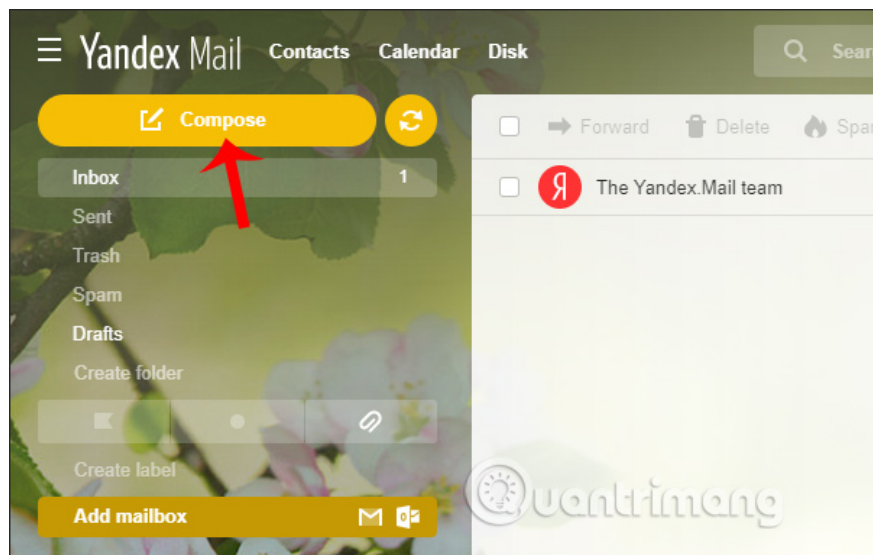 Yandex Mail Contacts Calendar Disk
Compose
Forward Delete
Inbox 1
Я The Yandex.Mail team
Sent
Trash
Spam
Drafts
Create folder
Create label
Add mailbox
Quantrimang